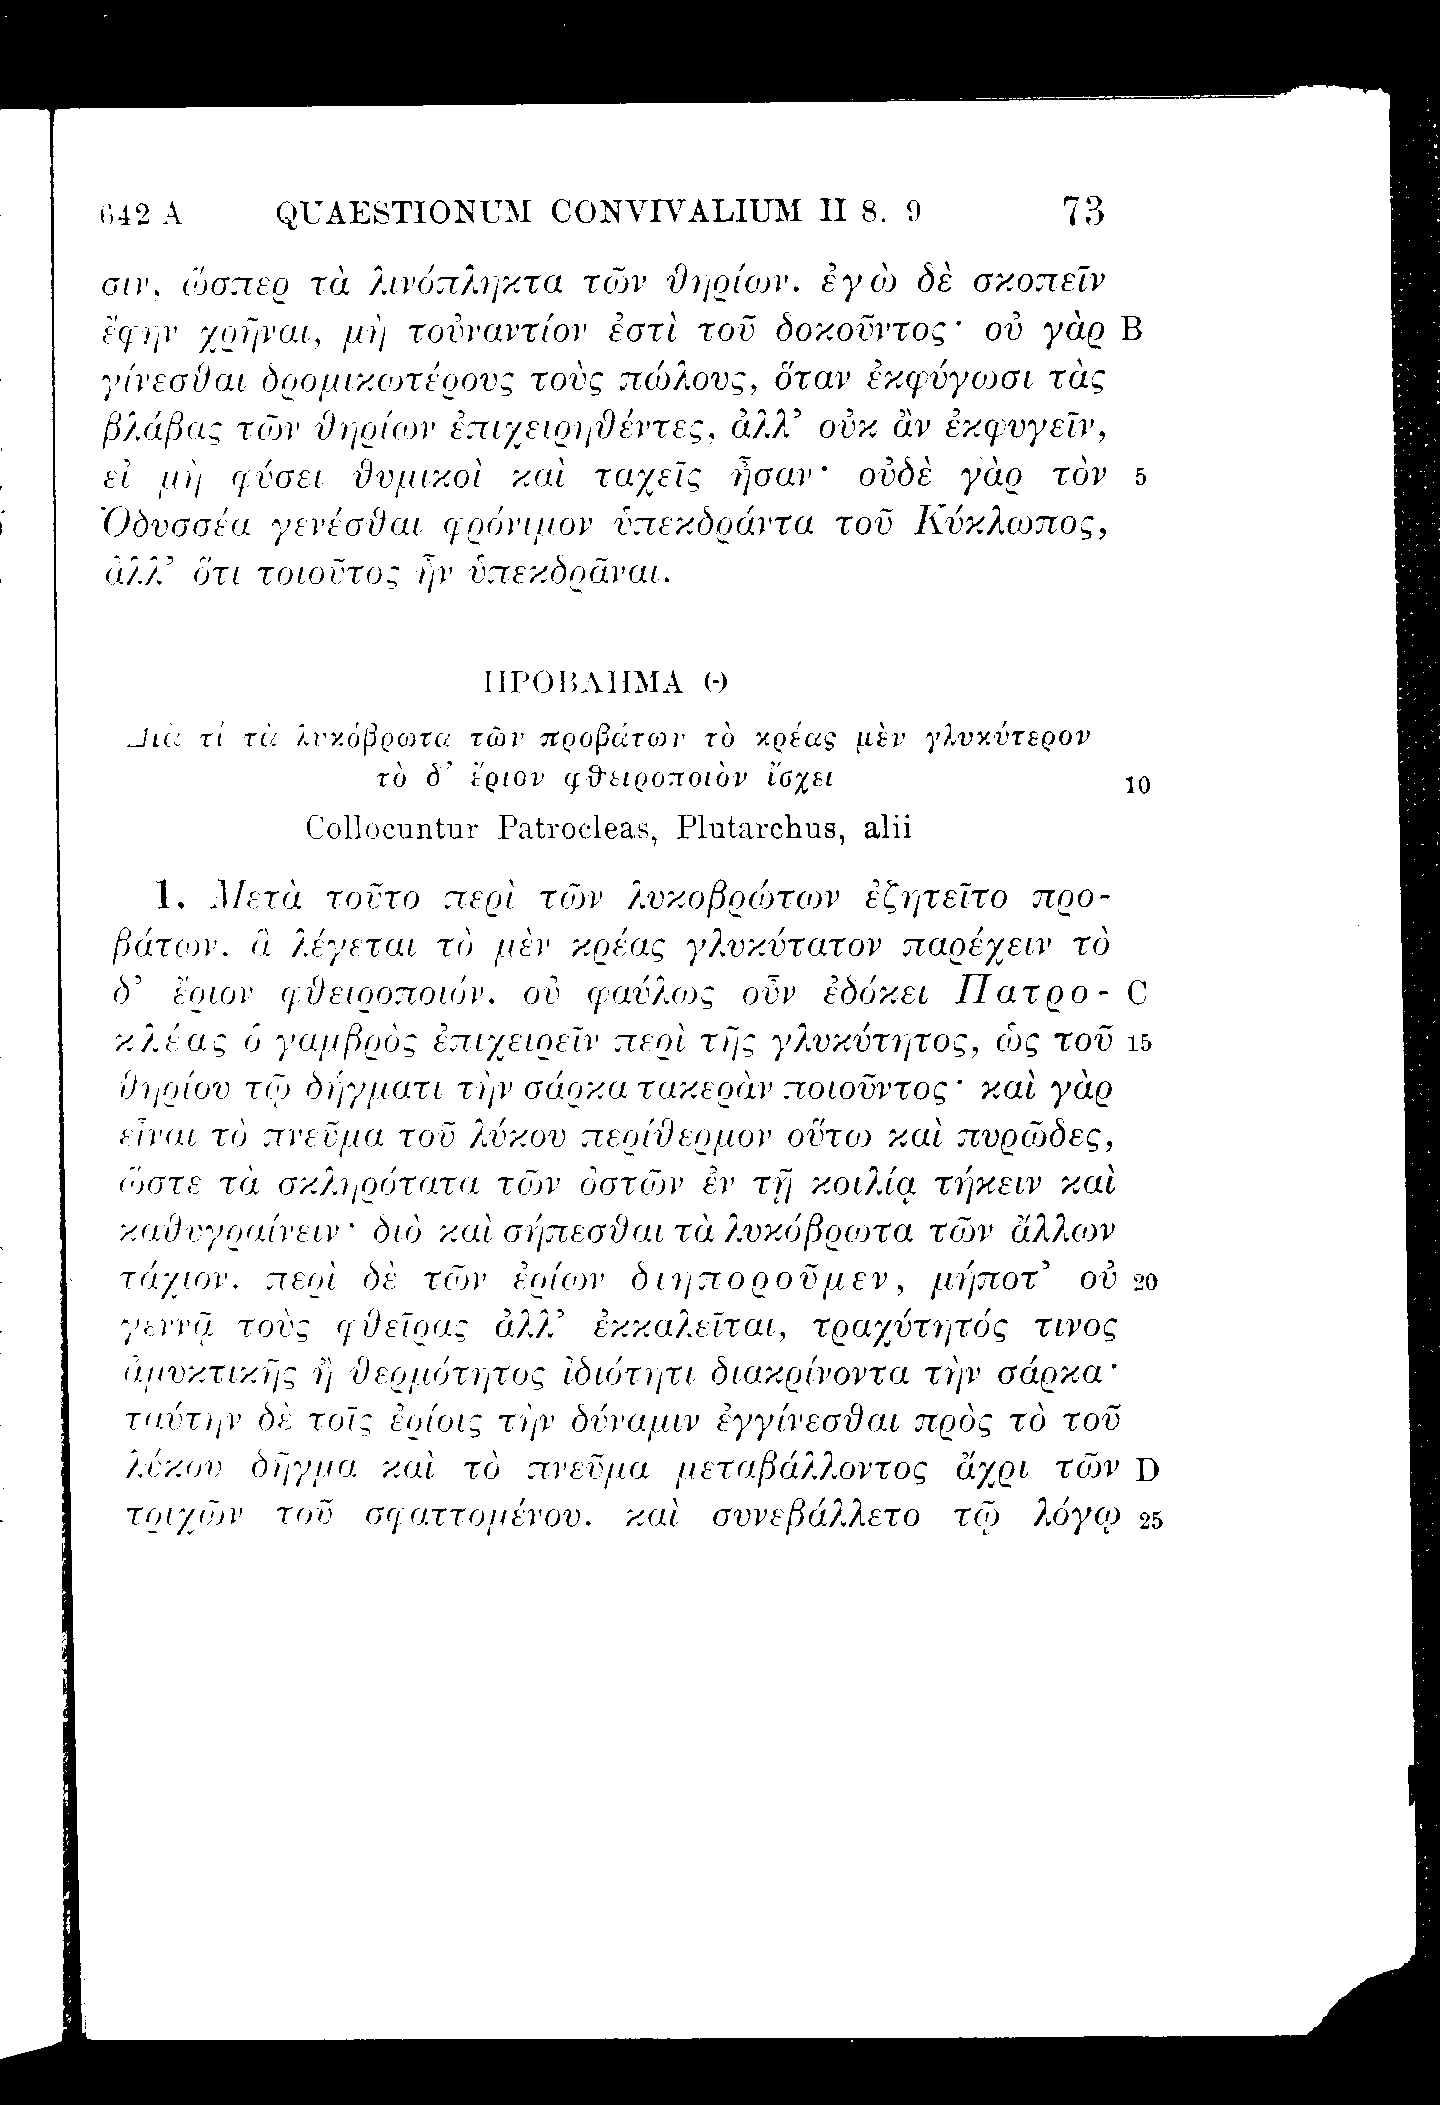 642 A QUAESTIONUM CONVIVALIUM II 8. 9 73
σιν, ὥσπερ τὰ λινόπληκτα τῶν θηρίων. ἐγὼ δὲ σκοπεῖν
ἔφην χρῆναι, μὴ τοὐναντίον ἐστὶ τοῦ δοκοῦντος· οὐ γὰρ B
γίνεσθαι δρομικωτέρους τοὺς πώλους, ὅταν ἐκφύγωσι τὰς
βλάβας τῶν θηρίων ἐπιχειρηθέντες, ἀλλ’ οὐκ ἂν ἐκφυγεῖν,
εἰ μὴ φύσει θυμικοὶ καὶ ταχεῖς ἦσαν· οὐδὲ γὰρ τὸν 5
Ὀδυσσέα γενέσθαι φρόνιμον ὑπεκδράντα τοῦ Κύκλωπος,
ἀλλ’ ὅτι τοιοῦτος ἦν ὑπεκδρᾶναι.
ΠΡΟΒΛΗΜΑ Θ
Διὰ τί τὰ λυκόβρωτα τῶν προβάτων τὸ κρέας μὲν γλυκύτερον
τὸ δ’ ἔριον φθειροποιὸν ἴσχει 10
Collocuntur Patrocleas, Plutarchus, alii
1. Μετὰ τοῦτο περὶ τῶν λυκοβρώτων ἐζητεῖτο προ-
βάτων, ἃ λέγεται τὸ μὲν κρέας γλυκύτατον παρέχειν τὸ
δ’ ἔριον φθειροποιόν. οὐ φαύλως οὖν ἐδόκει Πατρο- C
κλέας ὁ γαμβρὸς ἐπιχειρεῖν περὶ τῆς γλυκύτητος, ὡς τοῦ 15
θηρίου τῷ δήγματι τὴν σάρκα τακερὰν ποιοῦντος· καὶ γὰρ
εἶναι τὸ πνεῦμα τοῦ λύκου περίθερμον οὕτω καὶ πυρῶδες,
ὥστε τὰ σκληρότατα τῶν ὀστῶν ἐν τῇ κοιλίᾳ τήκειν καὶ
καθυγραίνειν· διὸ καὶ σήπεσθαι τὰ λυκόβρωτα τῶν ἄλλων
τάχιον. περὶ δὲ τῶν ἐρίων διηποροῦμεν, μήποτ’ οὐ 20
γεννᾷ τοὺς φθεῖρας ἀλλ’ ἐκκαλεῖται, τραχύτητός τινος
ἀμυκτικῆς ἢ θερμότητος ἰδιότητι διακρίνοντα τὴν σάρκα·
ταύτην δὲ τοῖς ἐρίοις τὴν δύναμιν ἐγγίνεσθαι πρὸς τὸ τοῦ
λύκου δῆγμα καὶ τὸ πνεῦμα μεταβάλλοντος ἄχρι τῶν D
τριχῶν τοῦ σφαττομένου. καὶ συνεβάλλετο τῷ λόγῳ 25